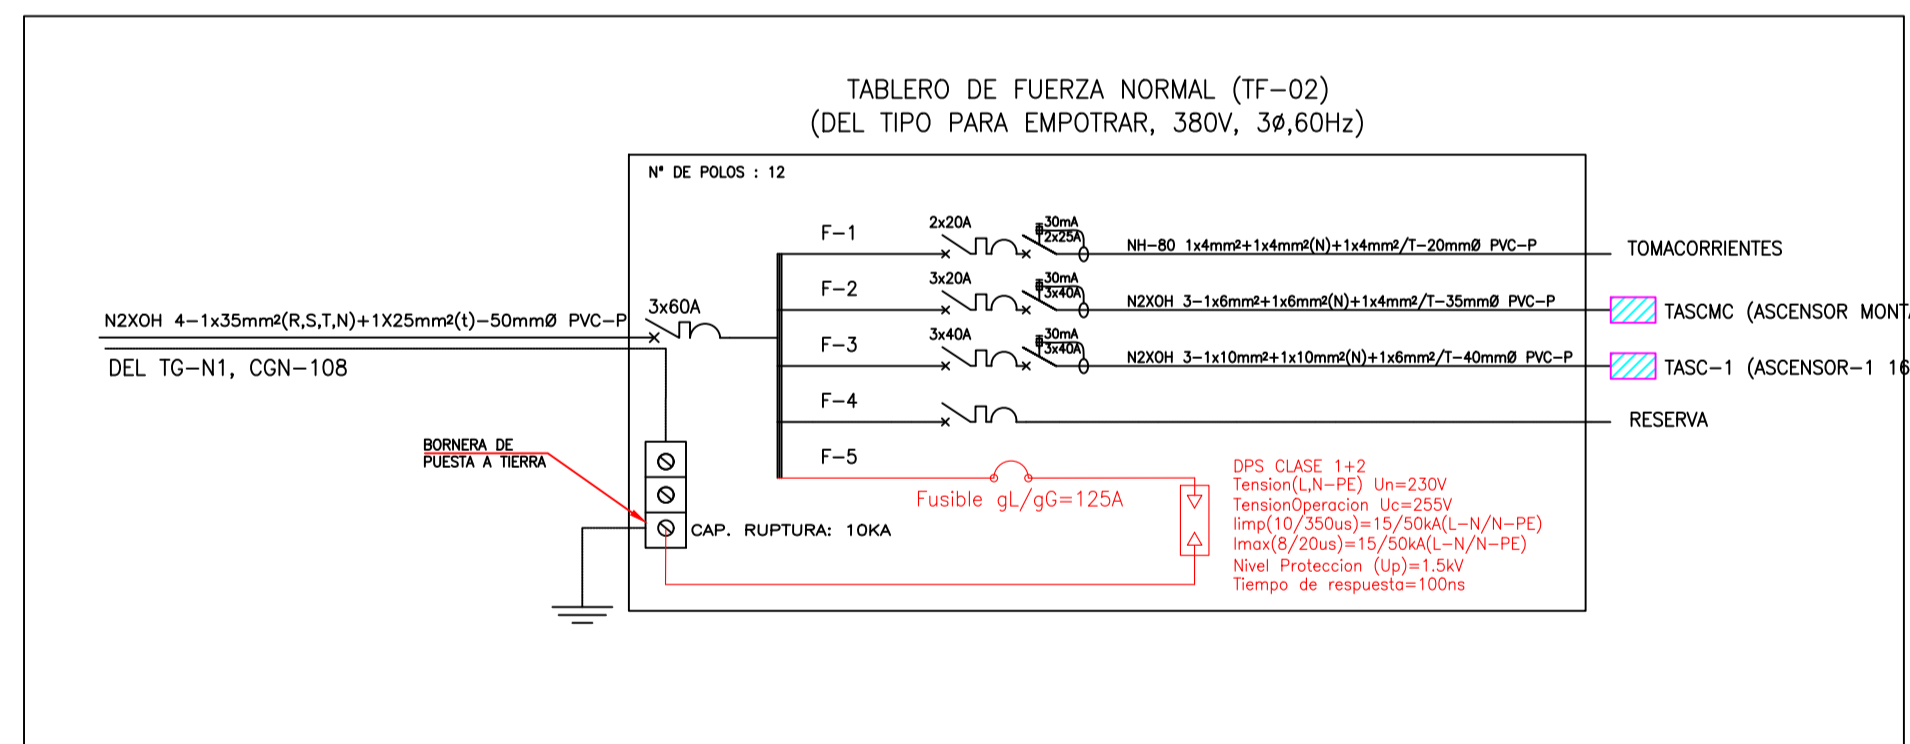 TABLERO DE FUERZA NORMAL (TF-02)
(DEL TIPO PARA EMPOTRAR, 380V, 3ø,60Hz)
N° DE POLOS : 12
F-1
2x20A
30mA
2x25A
NH-80 1x4mm²+1x4mm²(N)+1x4mm²/T-20mmØ PVC-P
TOMACORRIENTES
F-2
3x20A
30mA
3x40A
N2XOH 3-1x6mm²+1x6mm²(N)+1x4mm²/T-35mmØ PVC-P
TASCMC (ASCENSOR
3x60A
N2XOH 4-1x35mm²(R,S,T,N)+1X25mm²(t)-50mmØ PVC-P
DEL TG-N1, CGN-108
F-3
3x40A
30mA
3x40A
N2XOH 3-1x10mm²+1x10mm²(N)+1x6mm²/T-40mmØ PVC-P
TASC-1 (ASCENSOR-1 16
F-4
RESERVA
F-5
BORNERA DE
PUESTA A TIERRA
CAP. RUPTURA: 10KA
Fusible gL/gG=125A
DPS CLASE 1+2
Tension(L,N-PE) Un=230V
TensionOperacion Uc=255V
Iimp(10/350us)=15/50kA(L-N/N-PE)
Imax(8/20us)=15/50kA(L-N/N-PE)
Nivel Proteccion (Up)=1.5kV
Tiempo de respuesta=100ns